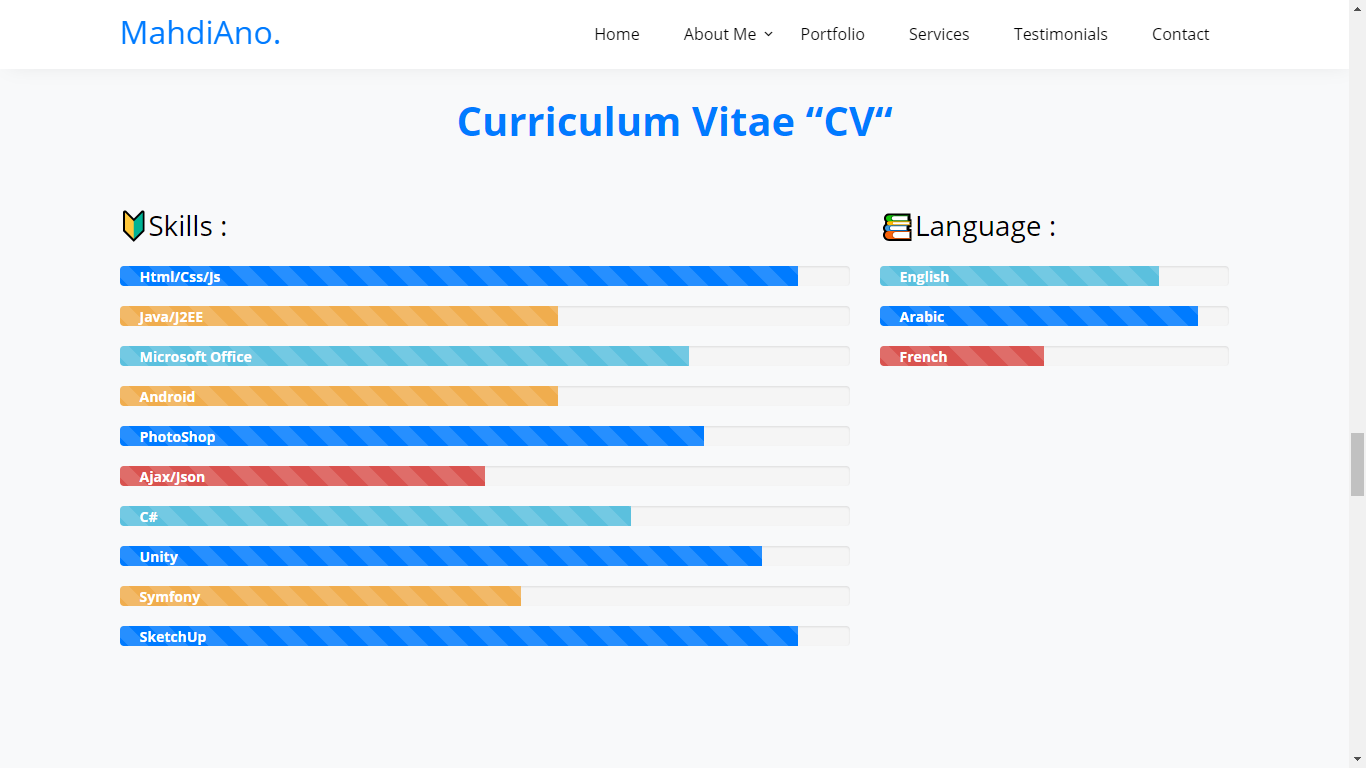 MahdiAno.
Home About Me Portfolio Services Testimonials Contact
Curriculum Vitae “CV“
Skills :
Html/Css/Js
Java/J2EE
Microsoft Office
Android
PhotoShop
Ajax/Json
C#
Unity
Symfony
SketchUp
Language :
English
Arabic
French